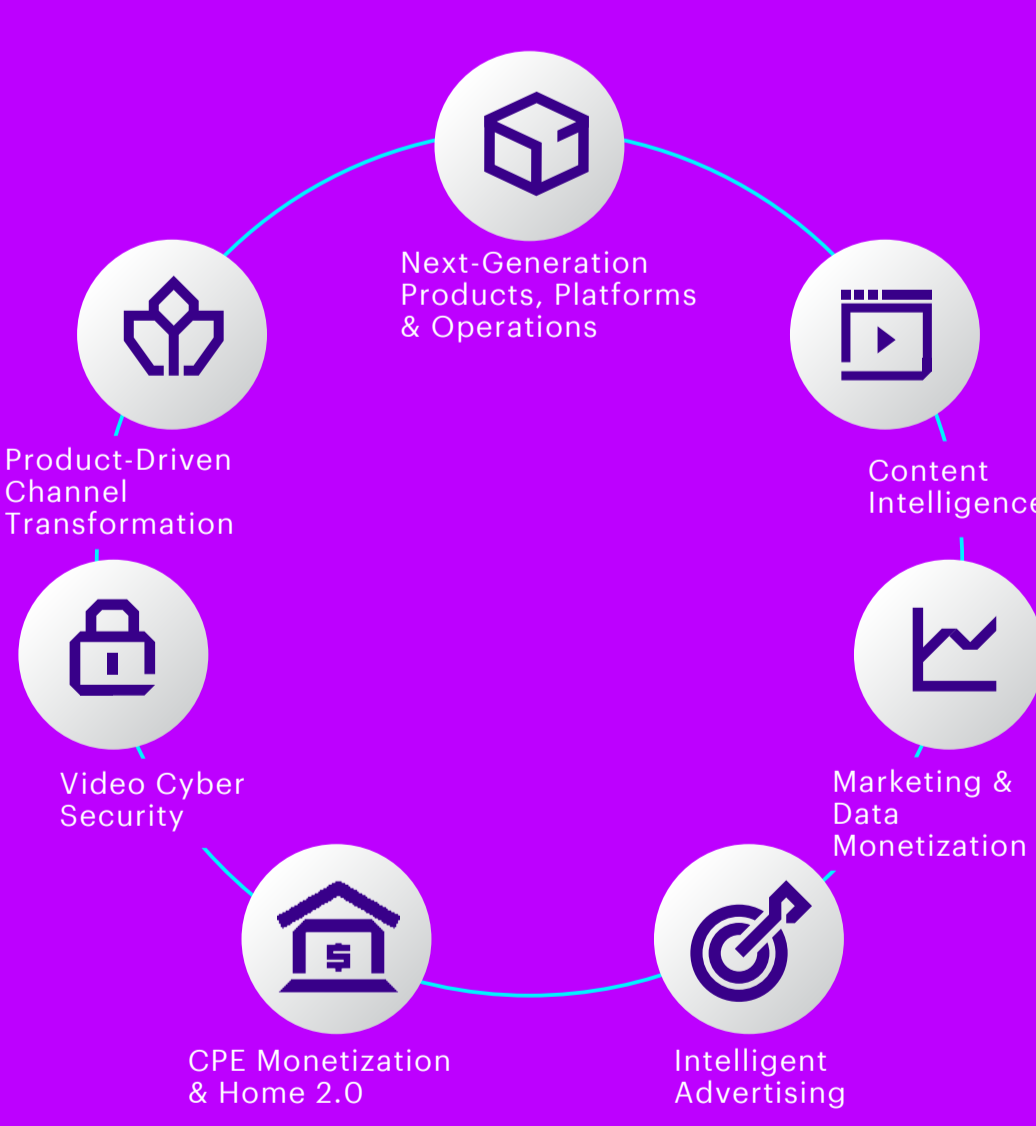 Next-Generation
Products, Platforms
& Operations
Content
Intelligence
Marketing &
Data
Monetization
Intelligent
Advertising
CPE Monetization
& Home 2.0
Video Cyber
Security
Product-Driven
Channel
Transformation
$